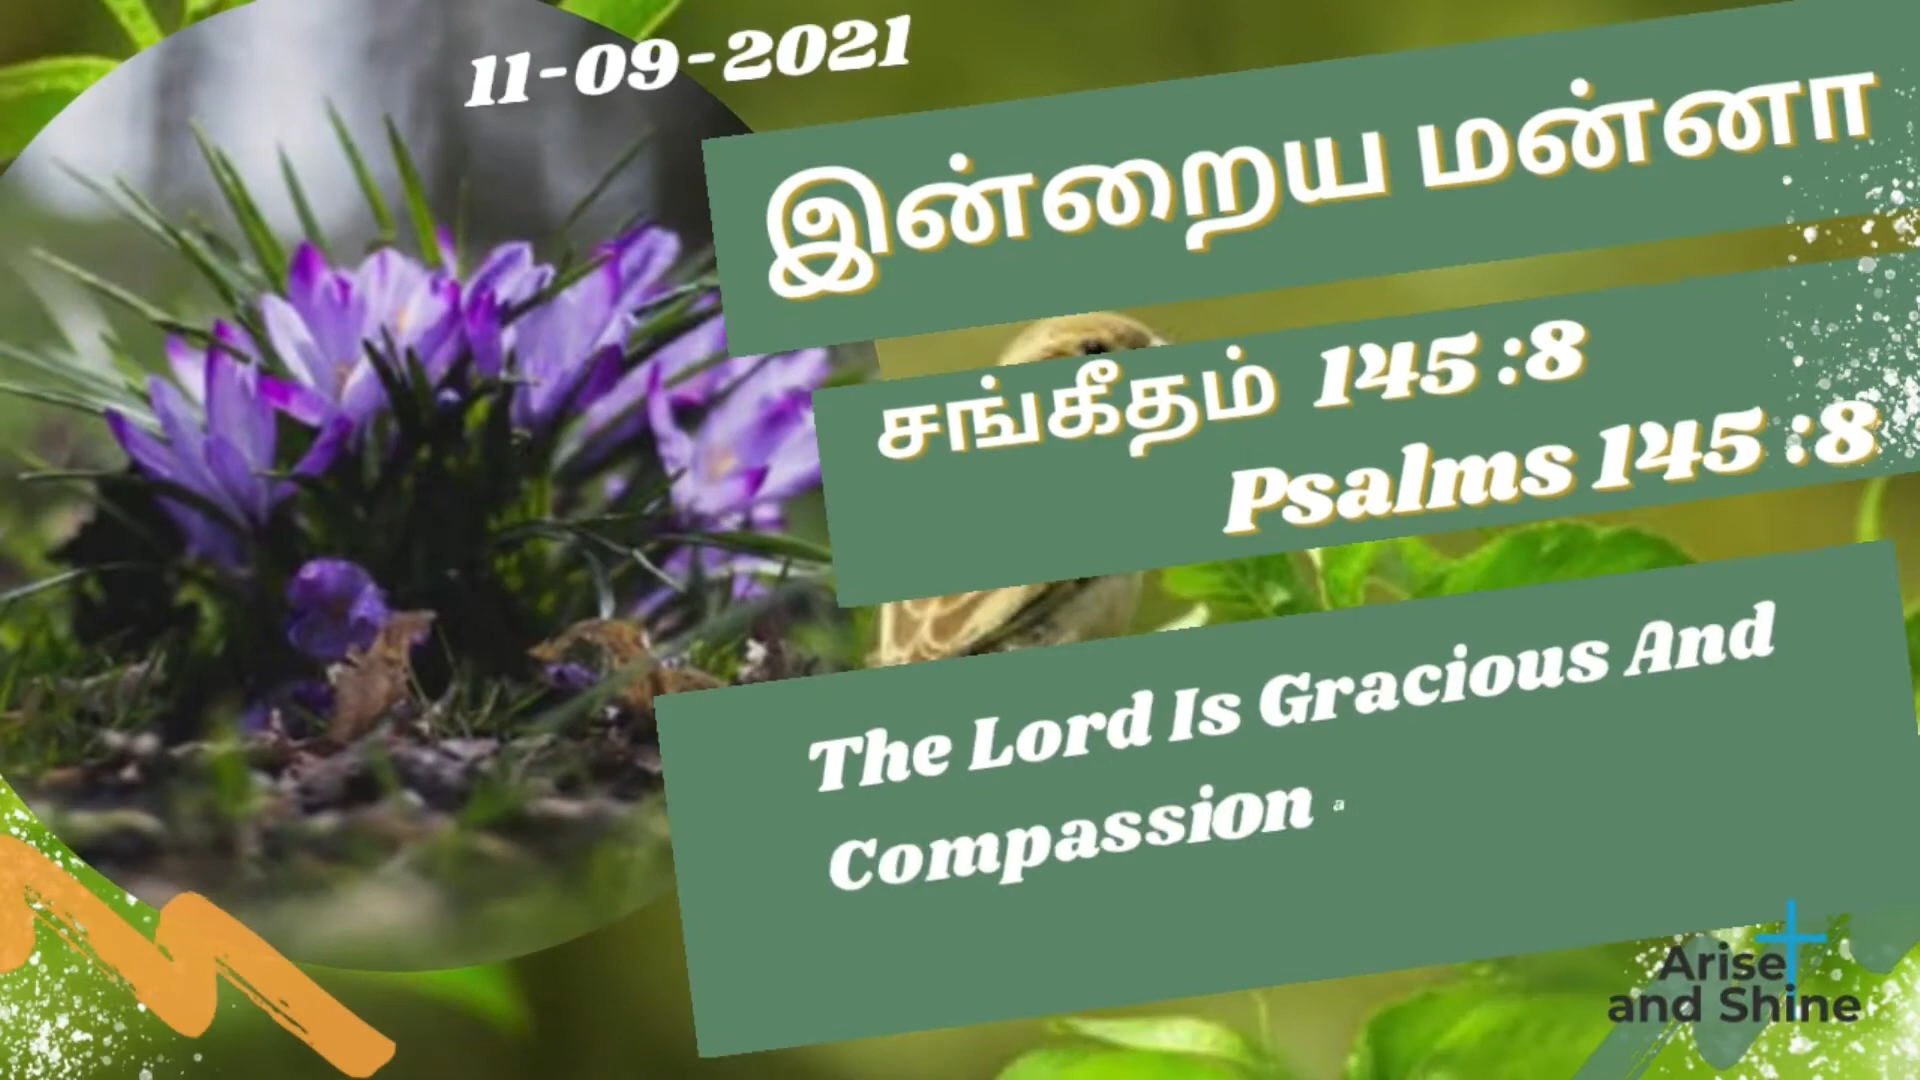 11-09-2021
இன்றைய மன்னா
சங்கீதம் 145 :8
Psalms 145 :8
The Lord Is Gracious And
Compassion a
Arise
and Shine